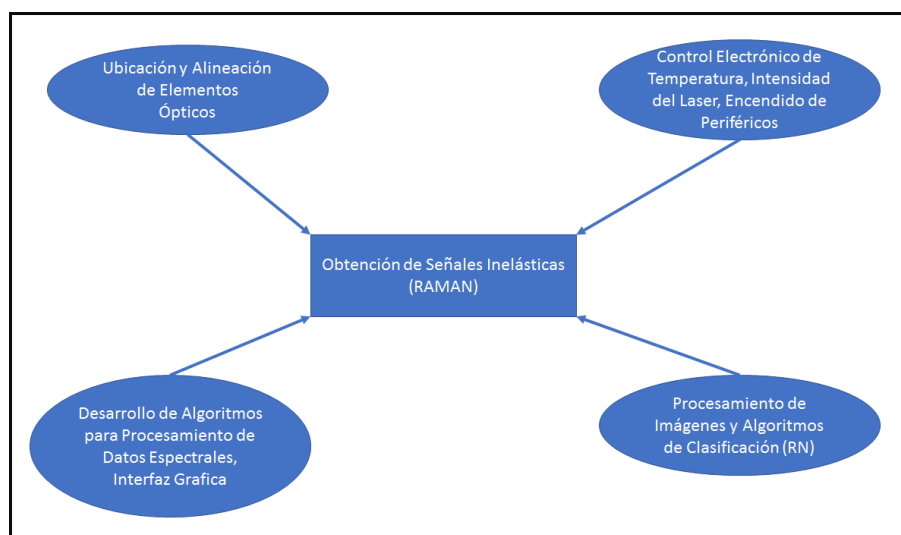 Ubicación y Alineación
de Elementos
Ópticos
Control Electrónico de
Temperatura, Intensidad
del Laser, Encendido de
Periféricos
Obtención de Señales Inelásticas
(RAMAN)
Desarrollo de Algoritmos
para Procesamiento de
Datos Espectrales,
Interfaz Grafica
Procesamiento de
Imágenes y Algoritmos
de Clasificación (RN)